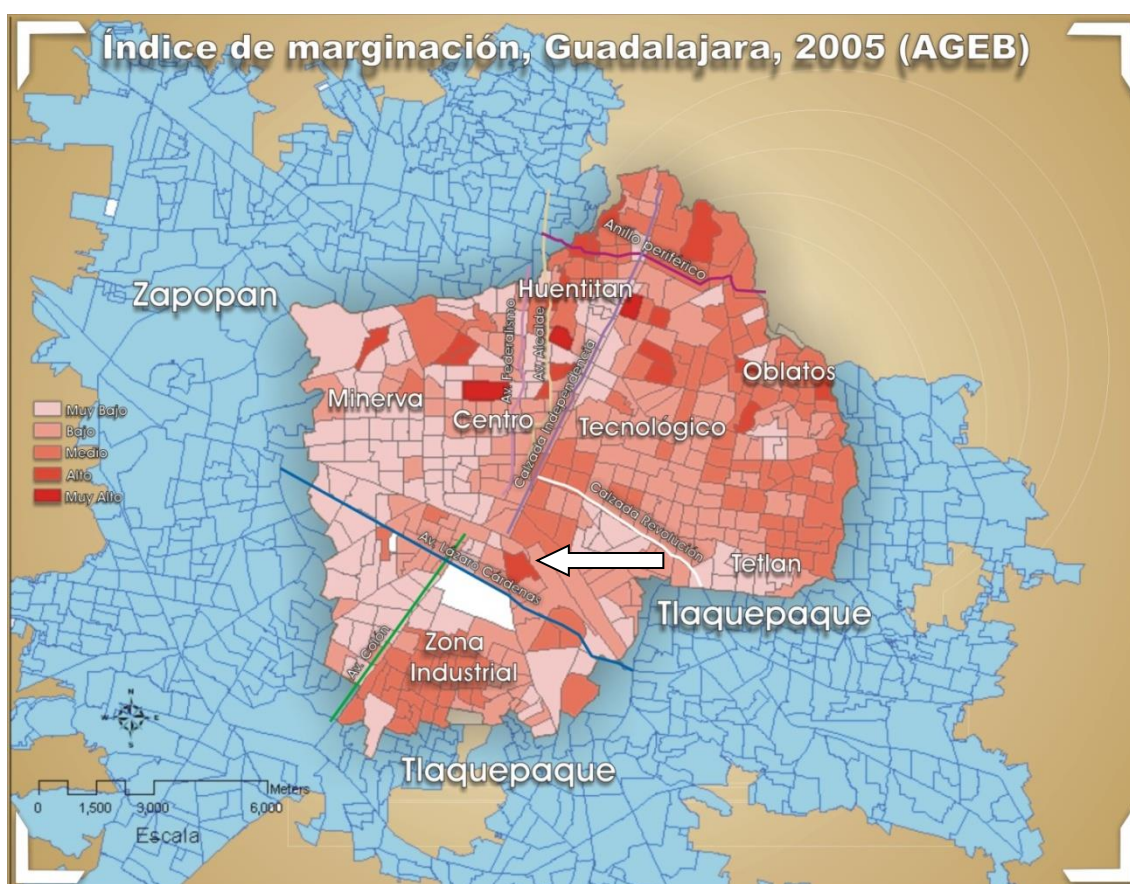 Índice de marginación, Guadalajara, 2005 (AGEB)
Anillo periférico
Zapopan
Huentitan
Av. Federalismo
Av. Alcalde
Calzada Independencia
Oblatos
Minerva
Centro
Tecnológico
Muy Bajo
Bajo
Medio
Alto
Muy Alto
Calzada Revolución
Av. Lázaro Cárdenas
Tetlan
Tlaquepaque
Av. Colón
Zona
Industrial
N
W E
S
Tlaquepaque
Meters
0 1,500 3,000 6,000
Escala